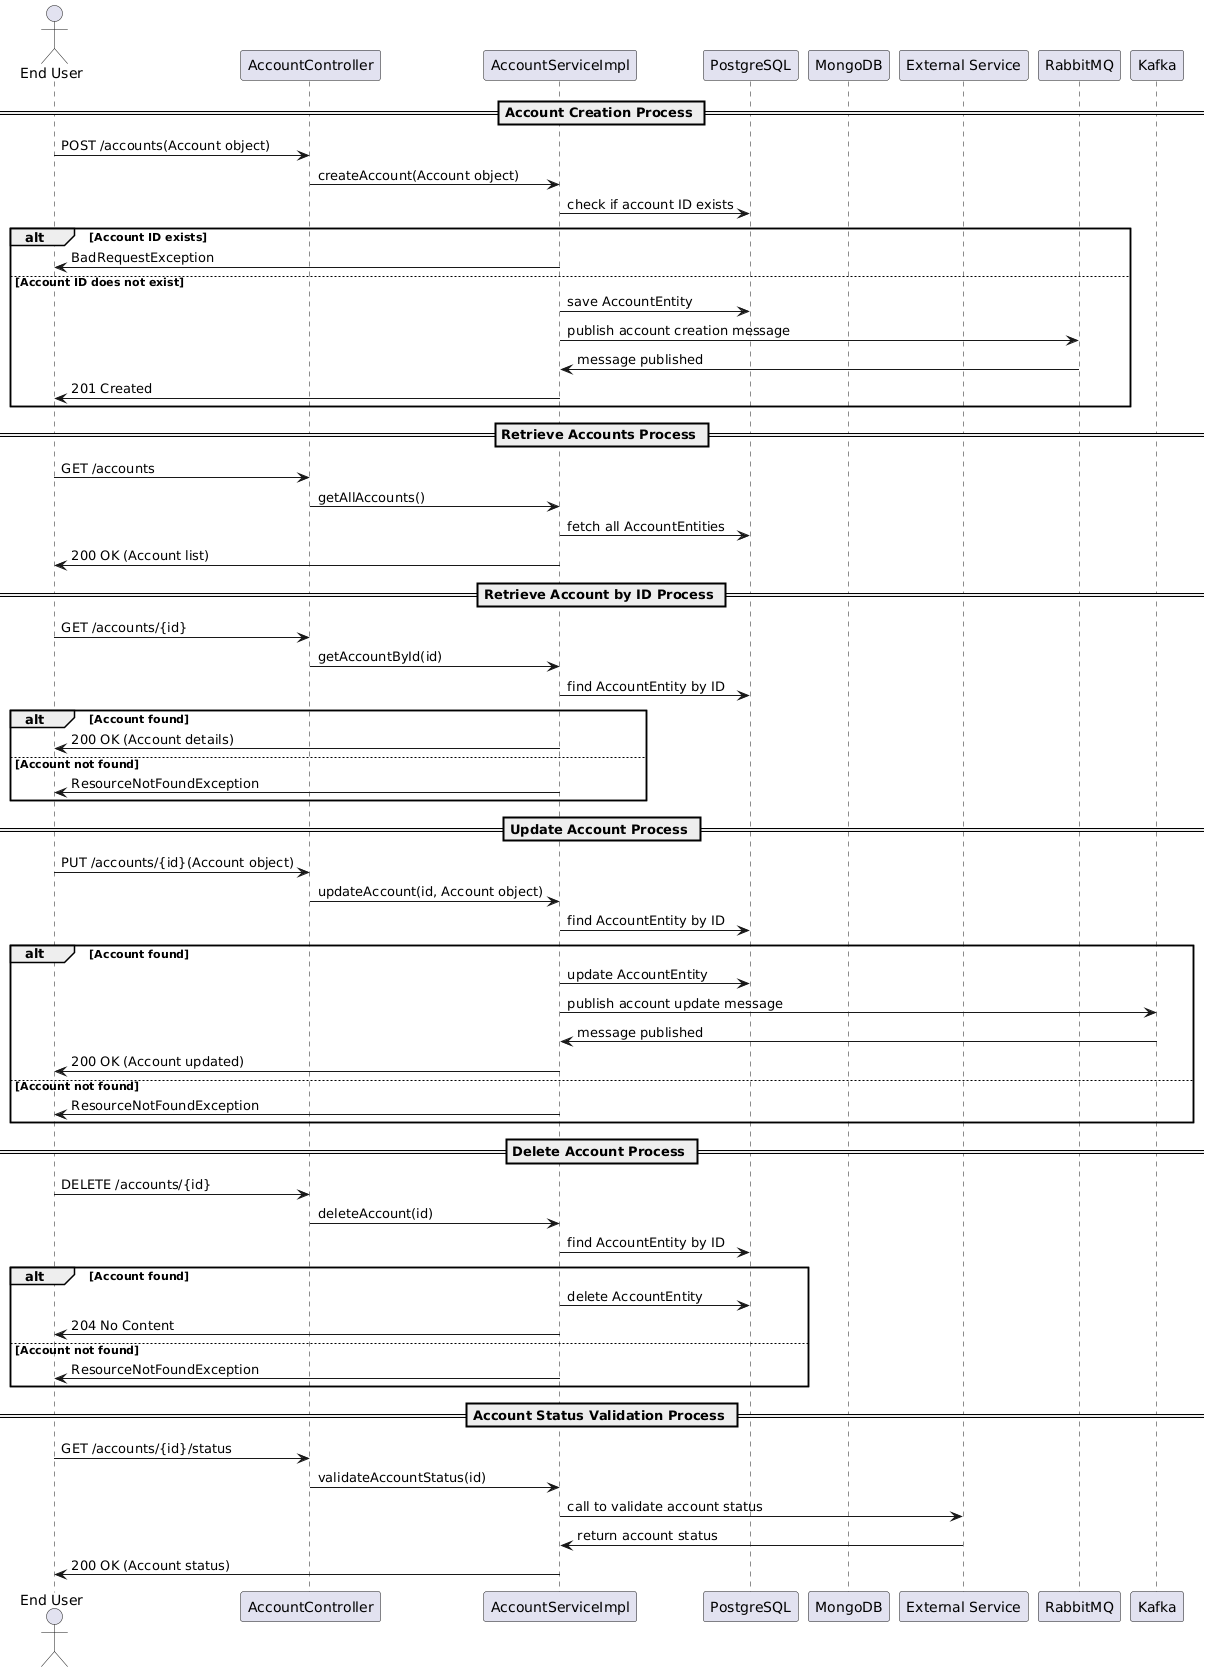 End User
AccountController
AccountServiceImpl
PostgreSQL
MongoDB
External Service
RabbitMQ
Kafka
Account Creation Process
POST /accounts(Account object)
createAccount(Account object)
check if account ID exists
alt [Account ID exists]
BadRequestException
[Account ID does not exist]
save AccountEntity
publish account creation message
message published
201 Created
Retrieve Accounts Process
GET /accounts
getAllAccounts()
fetch all AccountEntities
200 OK (Account list)
Retrieve Account by ID Process
GET /accounts/{id}
getAccountById(id)
find AccountEntity by ID
alt [Account found]
200 OK (Account details)
[Account not found]
ResourceNotFoundException
Update Account Process
PUT /accounts/{id}(Account object)
updateAccount(id, Account object)
find AccountEntity by ID
alt [Account found]
update AccountEntity
publish account update message
message published
200 OK (Account updated)
[Account not found]
ResourceNotFoundException
Delete Account Process
DELETE /accounts/{id}
deleteAccount(id)
find AccountEntity by ID
alt [Account found]
delete AccountEntity
204 No Content
[Account not found]
ResourceNotFoundException
Account Status Validation Process
GET /accounts/{id}/status
validateAccountStatus(id)
call to validate account status
return account status
200 OK (Account status)
End User
AccountController
AccountServiceImpl
PostgreSQL
MongoDB
External Service
RabbitMQ
Kafka